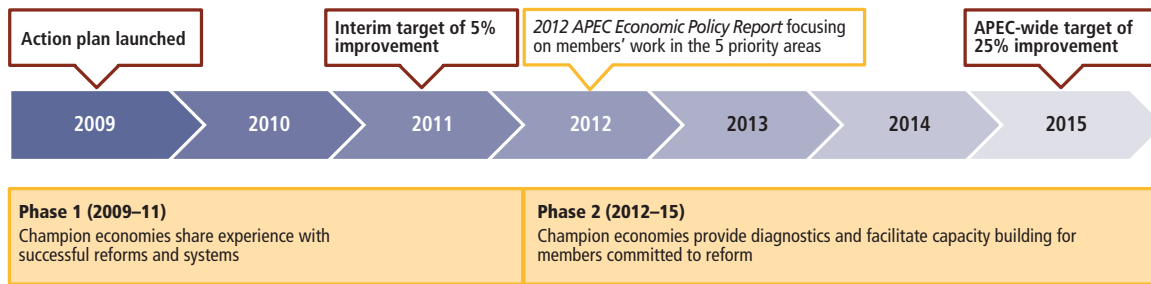 Action plan launched
Interim target of 5%
improvement
2012 APEC Economic Policy Report focusing
on members’ work in the 5 priority areas
APEC-wide target of
25% improvement
2009
2010
2011
2012
2013
2014
2015
Phase 1 (2009–11)
Champion economies share experience with
successful reforms and systems
Phase 2 (2012–15)
Champion economies provide diagnostics and facilitate capacity building for
members committed to reform